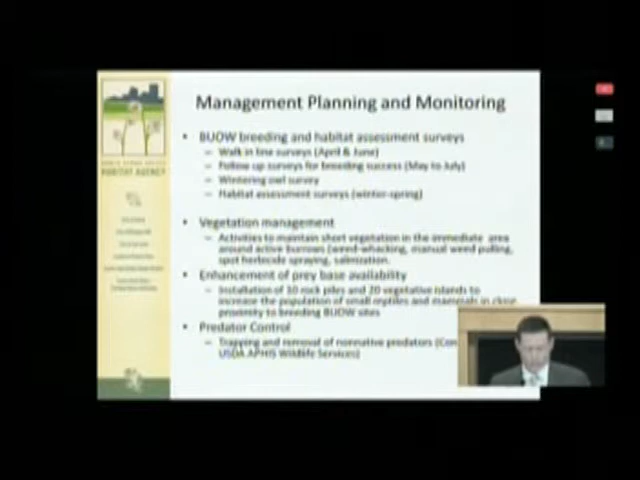 Management Planning and Monitoring
• BUOW breeding and habitat assessment surveys
– Walk in line surveys (April & June)
– Follow up surveys for breeding success (May to July)
– Wintering owl survey
– Habitat assessment surveys (winter-spring)
• Vegetation management
– Activities to maintain short vegetation in the immediate area
around active burrows (weed-whacking, manual weed pulling,
spot herbicide spraying, salinization.
• Enhancement of prey base availability
– Installation of 10 rock piles and 20 vegetative islands to
increase the population of small reptiles and mammals in close
proximity to breeding BUOW sites
• Predator Control
– Trapping and removal of nonnative predators (Con
USDA APHIS Wildlife Services)
HABITAT AGENCY